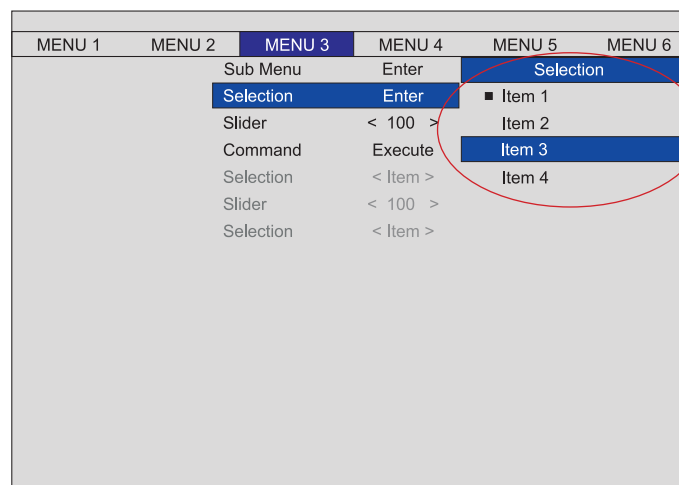 MENU 1 MENU 2 MENU 3 MENU 4 MENU 5 MENU 6
Sub Menu Enter Selection
Selection Enter ■ Item 1
Slider < 100 > Item 2
Command Execute Item 3
Selection < Item > Item 4
Slider < 100 >
Selection < Item >